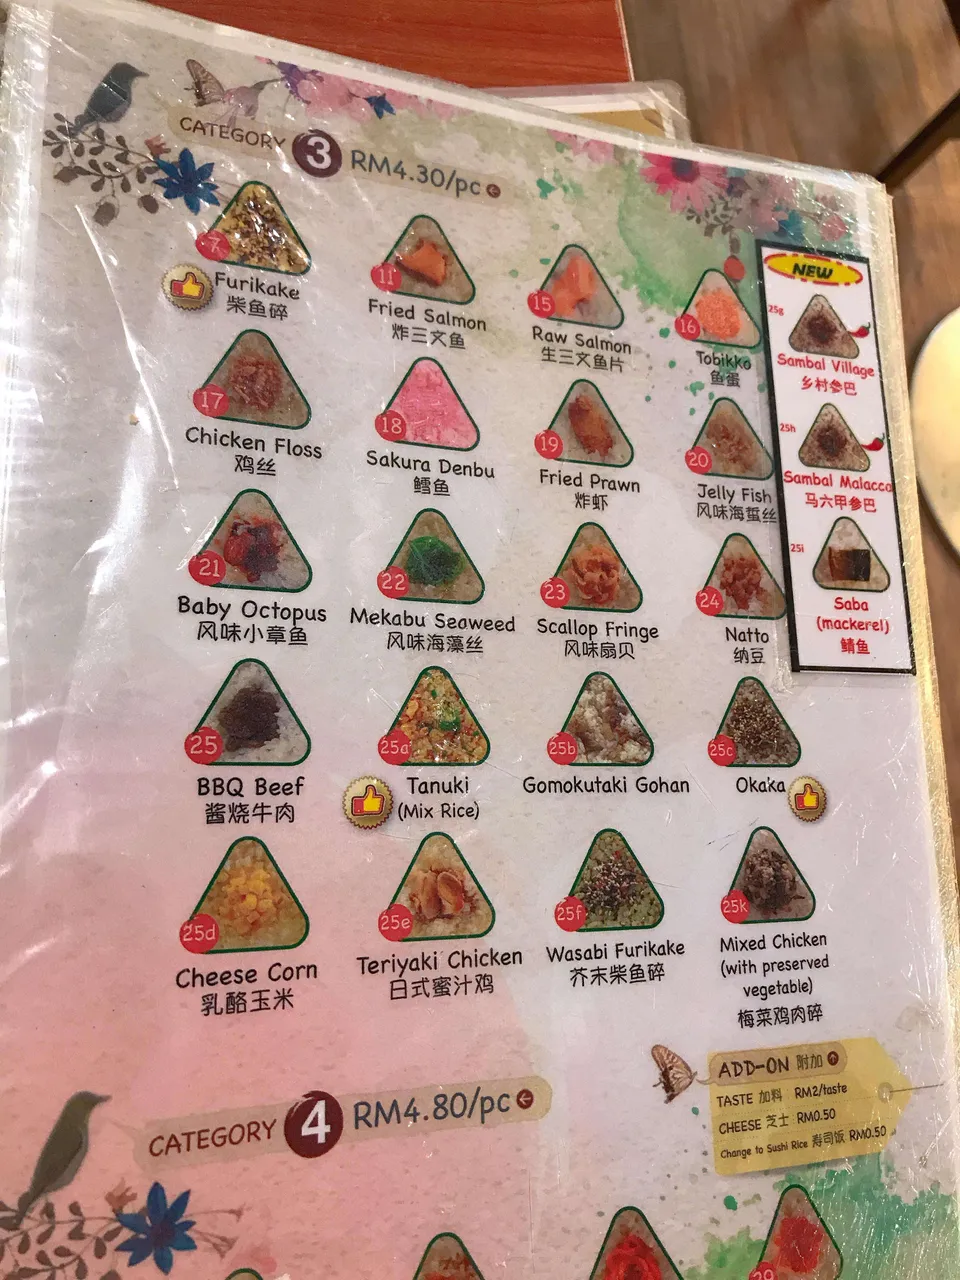 CATEGORY 3 RM4.30/pc
7
Furikake
柴鱼碎
11
Fried Salmon
炸三文鱼
15
Raw Salmon
生三文鱼片
16
Tobikko
鱼蛋
17
Chicken Floss
鸡丝
18
Sakura Denbu
鳕鱼
19
Fried Prawn
炸虾
20
Jelly Fish
风味海蜇丝
21
Baby Octopus
风味小章鱼
22
Mekabu Seaweed
风味海藻丝
23
Scallop Fringe
风味扇贝
24
Natto
纳豆
25
BBQ Beef
酱烧牛肉
25a
Tanuki
(Mix Rice)
25b
Gomokutaki Gohan
25c
Okaka
25d
Cheese Corn
乳酪玉米
25e
Teriyaki Chicken
日式蜜汁鸡
25f
Wasabi Furikake
芥末柴鱼碎
25k
Mixed Chicken
(with preserved
vegetable)
梅菜鸡肉碎
NEW
25g
Sambal Village
乡村参巴
25h
Sambal Malacca
马六甲参巴
25i
Saba
(mackerel)
鲭鱼
ADD-ON 附加
TASTE 加料 RM2/taste
CHEESE 芝士 RM0.50
Change to Sushi Rice 寿司饭 RM0.50
CATEGORY 4 RM4.80/pc
29